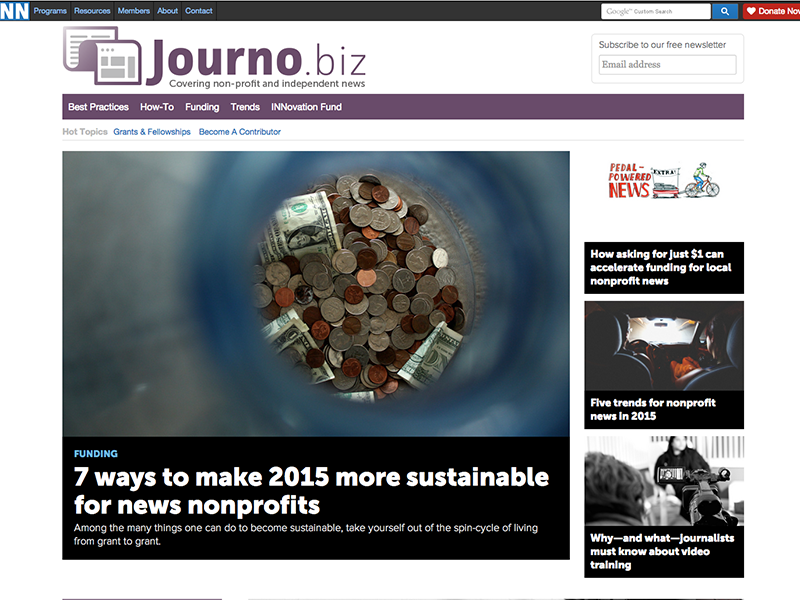 NN Programs Resources Members About Contact Google™ Custom Search Donate Now
Journo.biz
Covering non-profit and independent news
Subscribe to our free newsletter
Email address
Best Practices How-To Funding Trends INNovation Fund
Hot Topics Grants & Fellowships Become A Contributor
PEDAL-
POWERED
NEWS
EXTRA!
How asking for just $1 can
accelerate funding for local
nonprofit news
Five trends for nonprofit
news in 2015
Why—and what—journalists
must know about video
training
FUNDING
7 ways to make 2015 more sustainable
for news nonprofits
Among the many things one can do to become sustainable, take yourself out of the spin-cycle of living
from grant to grant.